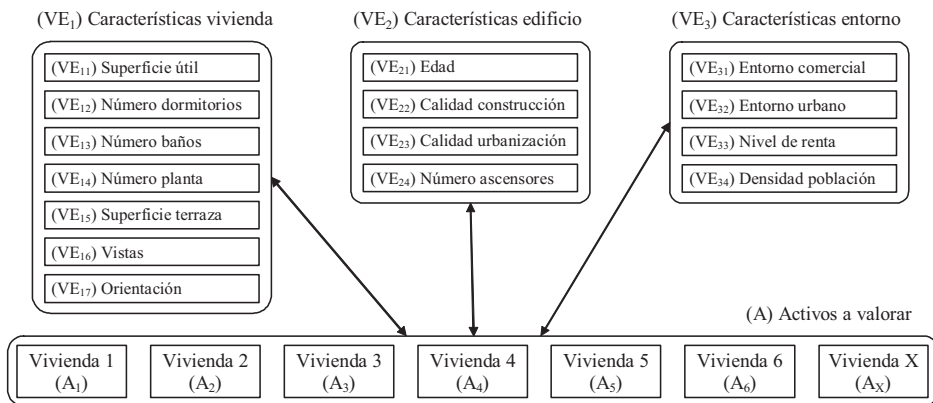 (VE₁) Características vivienda
(VE₁₁) Superficie útil
(VE₁₂) Número dormitorios
(VE₁₃) Número baños
(VE₁₄) Número planta
(VE₁₅) Superficie terraza
(VE₁₆) Vistas
(VE₁₇) Orientación
(VE₂) Características edificio
(VE₂₁) Edad
(VE₂₂) Calidad construcción
(VE₂₃) Calidad urbanización
(VE₂₄) Número ascensores
(VE₃) Características entorno
(VE₃₁) Entorno comercial
(VE₃₂) Entorno urbano
(VE₃₃) Nivel de renta
(VE₃₄) Densidad población
(A) Activos a valorar
Vivienda 1
(A₁)
Vivienda 2
(A₂)
Vivienda 3
(A₃)
Vivienda 4
(A₄)
Vivienda 5
(A₅)
Vivienda 6
(A₆)
Vivienda X
(Aₓ)